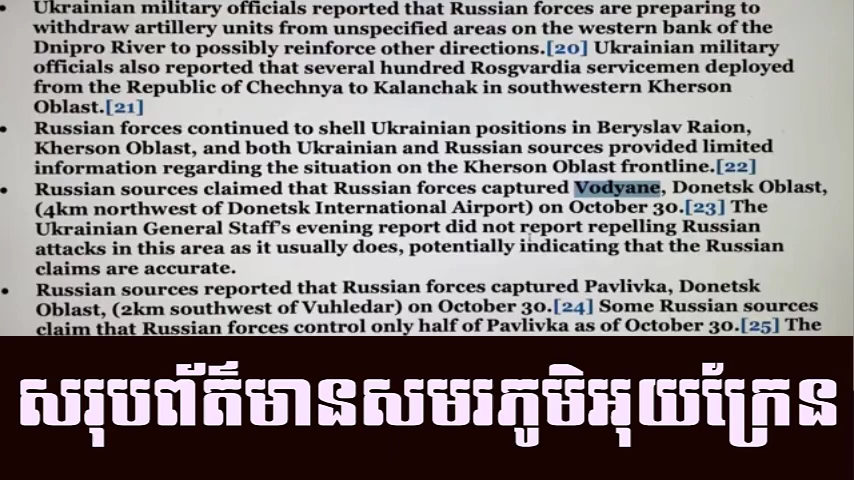 Ukrainian military officials reported that Russian forces are preparing to
withdraw artillery units from unspecified areas on the western bank of the
Dnipro River to possibly reinforce other directions.[20] Ukrainian military
officials also reported that several hundred Rosgvardia servicemen deployed
from the Republic of Chechnya to Kalanchak in southwestern Kherson
Oblast.[21]
• Russian forces continued to shell Ukrainian positions in Beryslav Raion,
Kherson Oblast, and both Ukrainian and Russian sources provided limited
information regarding the situation on the Kherson Oblast frontline.[22]
• Russian sources claimed that Russian forces captured Vodyane, Donetsk Oblast,
(4km northwest of Donetsk International Airport) on October 30.[23] The
Ukrainian General Staff's evening report did not report repelling Russian
attacks in this area as it usually does, potentially indicating that the Russian
claims are accurate.
• Russian sources reported that Russian forces captured Pavlivka, Donetsk
Oblast, (2km southwest of Vuhledar) on October 30.[24] Some Russian sources
claim that Russian forces control only half of Pavlivka as of October 30.[25] The
សរុបព័ត៌មានសមរភូមិអុយក្រែន